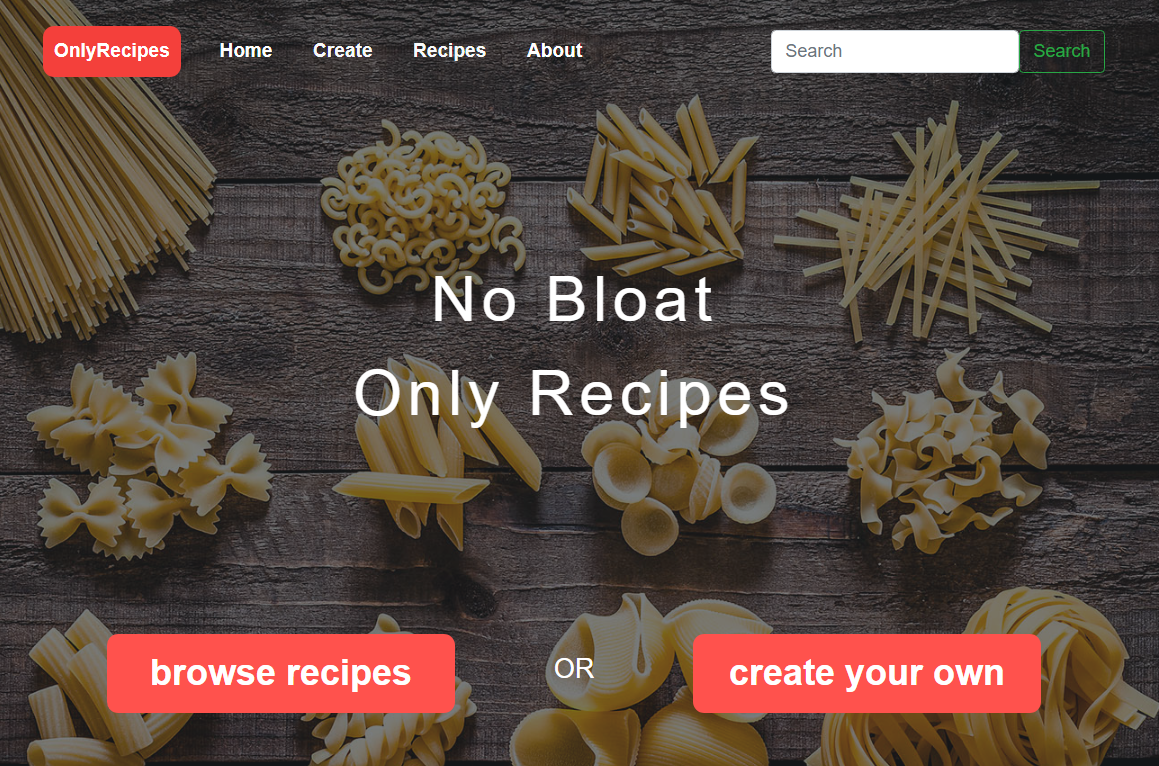 OnlyRecipes Home Create Recipes About Search Search
No Bloat
Only Recipes
browse recipes OR create your own